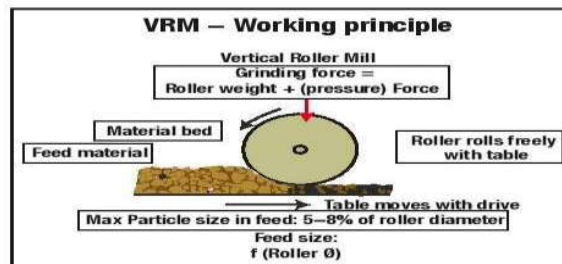 VRM – Working principle
Vertical Roller Mill
Grinding force =
Roller weight + (pressure) Force
Material bed
Feed material
Roller rolls freely
with table
Table moves with drive
Max Particle size in feed: 5–8% of roller diameter
Feed size:
f (Roller Ø)